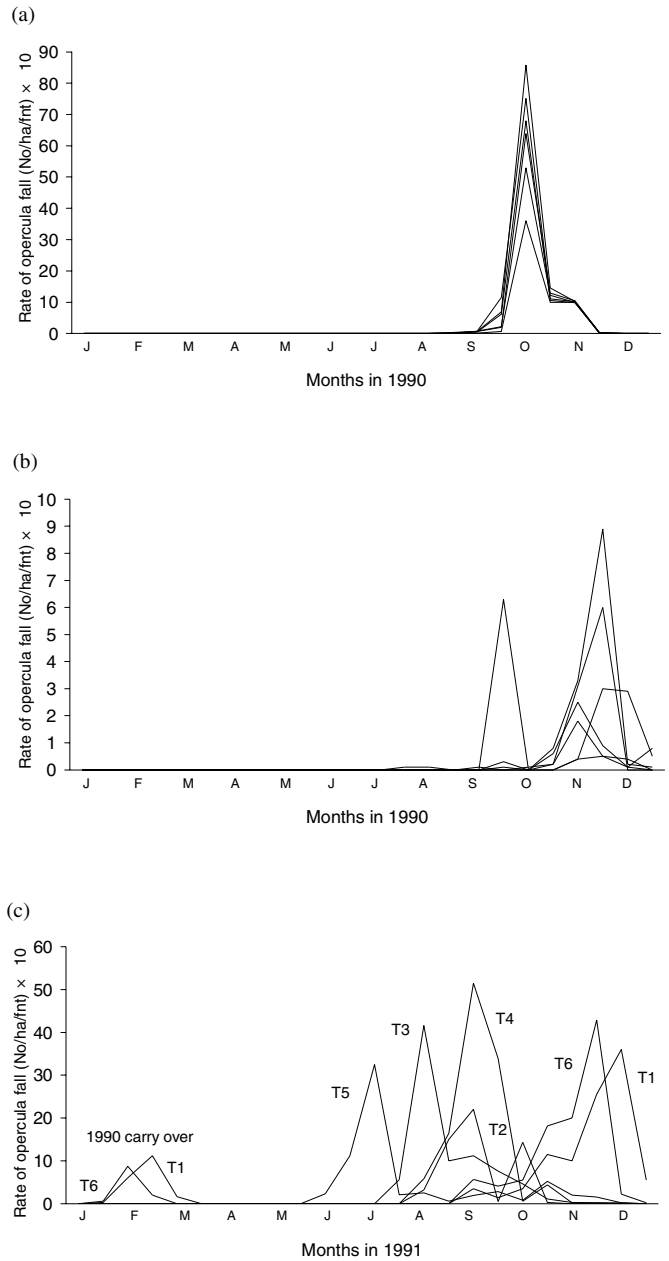 (a)
Rate of opercula fall (No/ha/fnt) × 10
90
80
70
60
50
40
30
20
10
0
J F M A M J J A S O N D
Months in 1990
(b)
Rate of opercula fall (No/ha/fnt) × 10
10
9
8
7
6
5
4
3
2
1
0
J F M A M J J A S O N D
Months in 1990
(c)
Rate of opercula fall (No/ha/fnt) × 10
60
50
40
30
20
10
0
T4
T3
T6
T1
T5
T2
1990 carry over
T6 T1
J F M A M J J A S O N D
Months in 1991